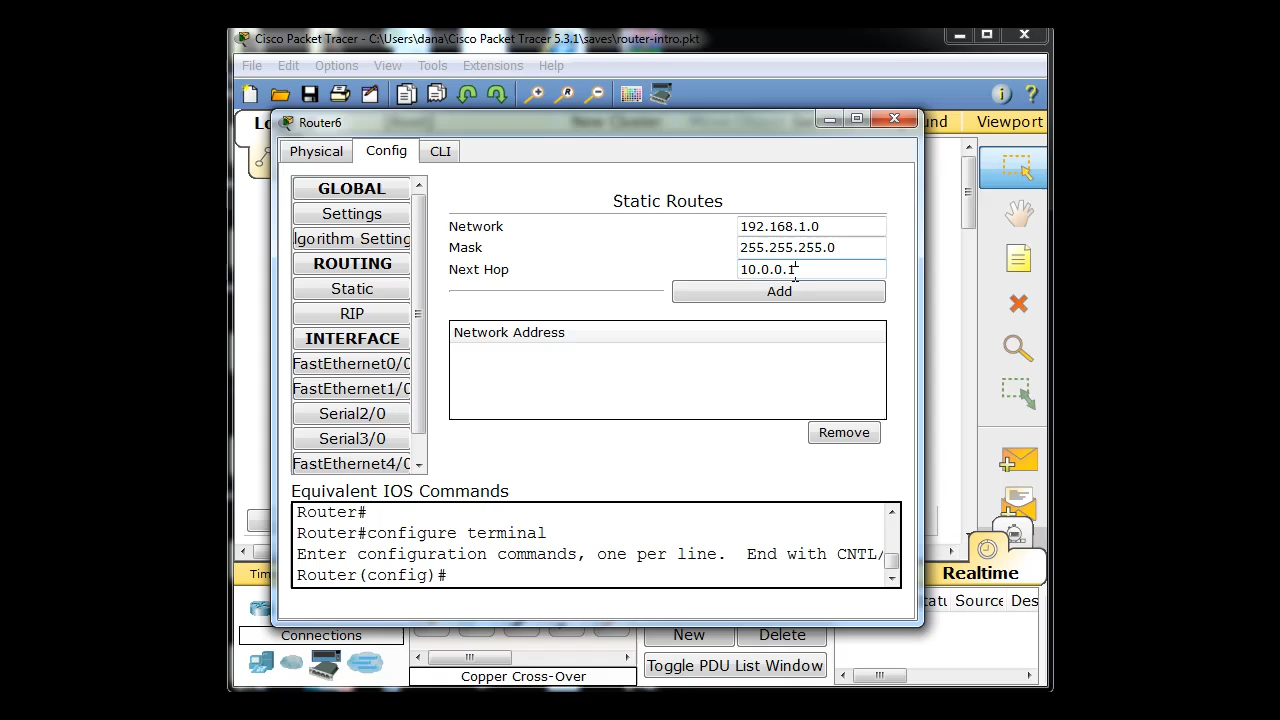 Cisco Packet Tracer - C:\Users\dana\Cisco Packet Tracer 5.3.1\saves\router-intro.pkt
File Edit Options View Tools Extensions Help
Router6
Viewport
Physical Config CLI
GLOBAL
Settings
lgorithm Setting
ROUTING
Static
RIP
INTERFACE
FastEthernet0/0
FastEthernet1/0
Serial2/0
Serial3/0
FastEthernet4/0
Static Routes
Network 192.168.1.0
Mask 255.255.255.0
Next Hop 10.0.0.1
Add
Network Address
Remove
Equivalent IOS Commands
Router#
Router#configure terminal
Enter configuration commands, one per line. End with CNTL/
Router(config)#
Realtime
Connections
New Delete
Source Des
Toggle PDU List Window
Copper Cross-Over